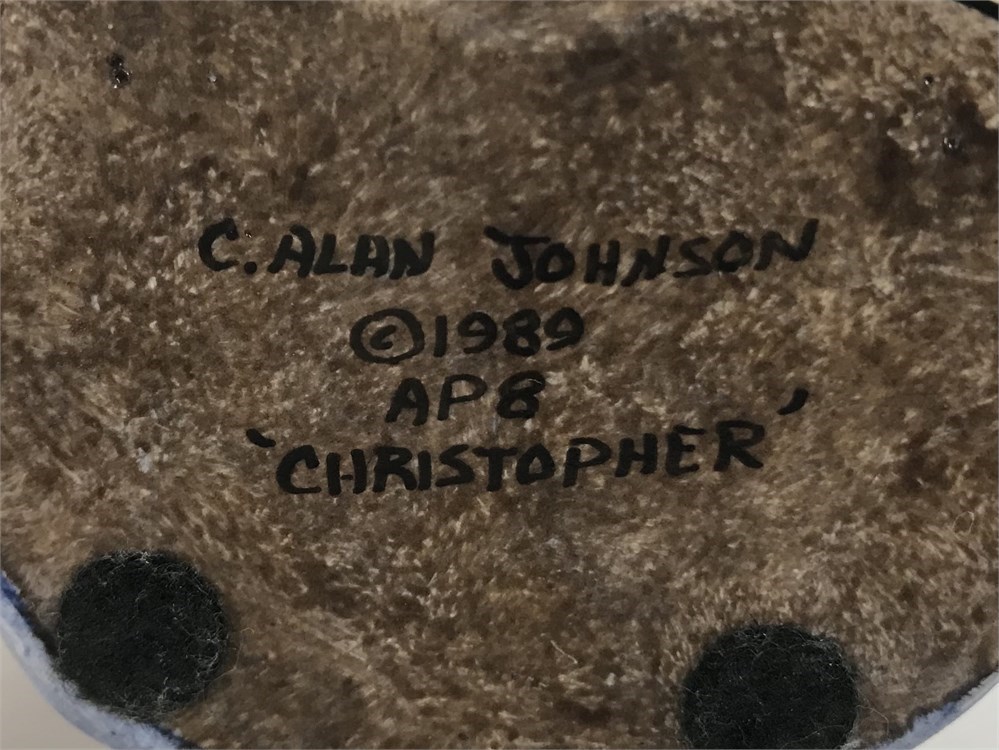 C. ALAN JOHNSON
©1989
AP8
'CHRISTOPHER'